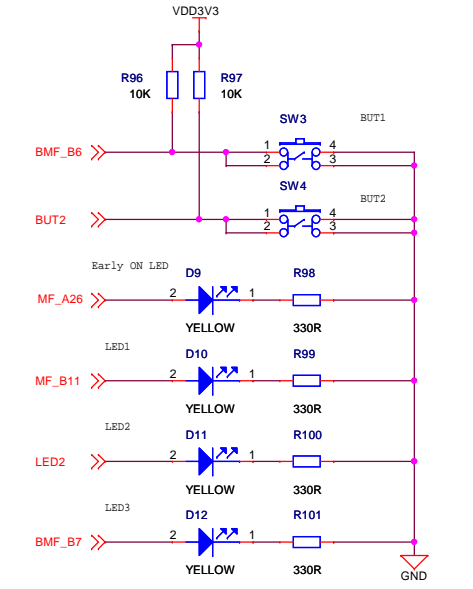 VDD3V3
R96 R97
10K 10K
SW3 BUT1
BMF_B6 1 4
2 3
SW4
BUT2
BUT2 1 4
2 3
Early ON LED
D9 R98
MF_A26 2 1
YELLOW 330R
LED1
D10 R99
MF_B11 2 1
YELLOW 330R
LED2
D11 R100
LED2 2 1
YELLOW 330R
LED3
D12 R101
BMF_B7 2 1
YELLOW 330R
GND